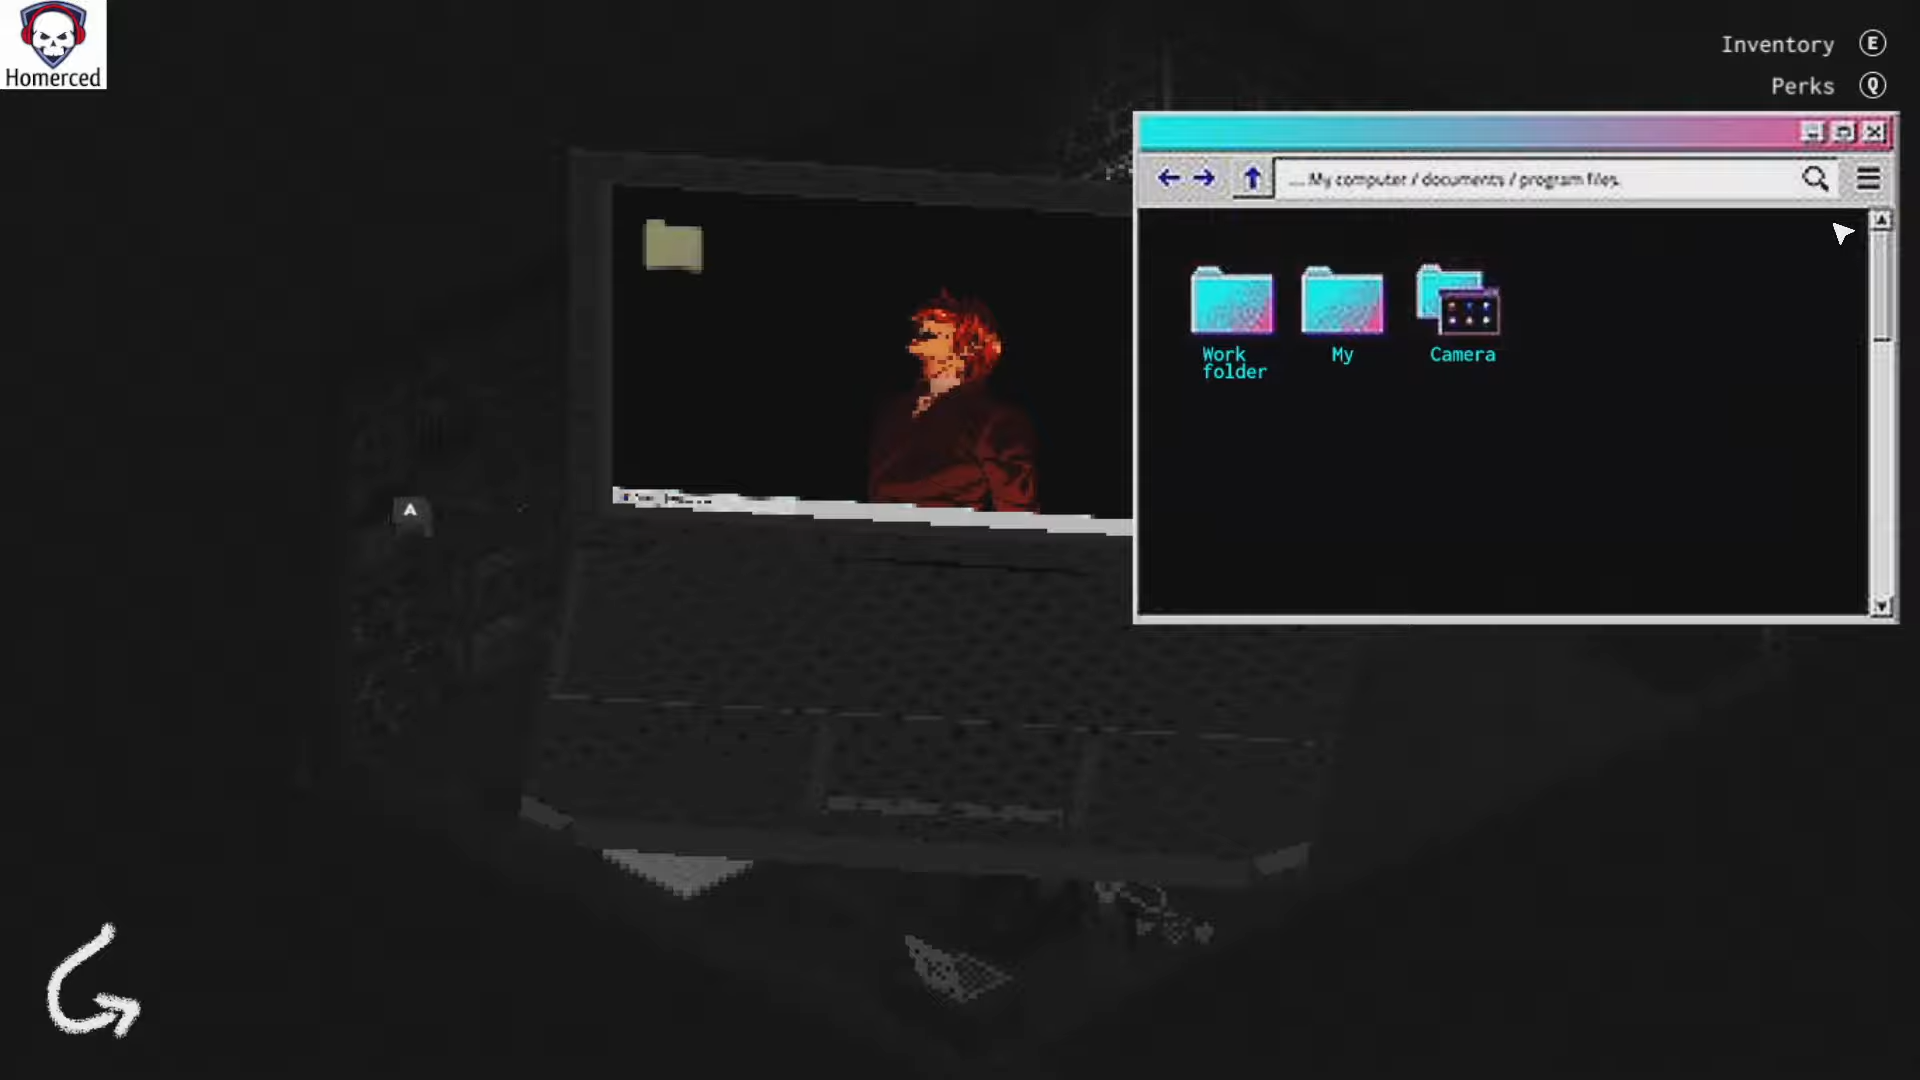 Homerced
Inventory E
Perks Q
... My computer / documents / program files
Work
folder
My
Camera
A